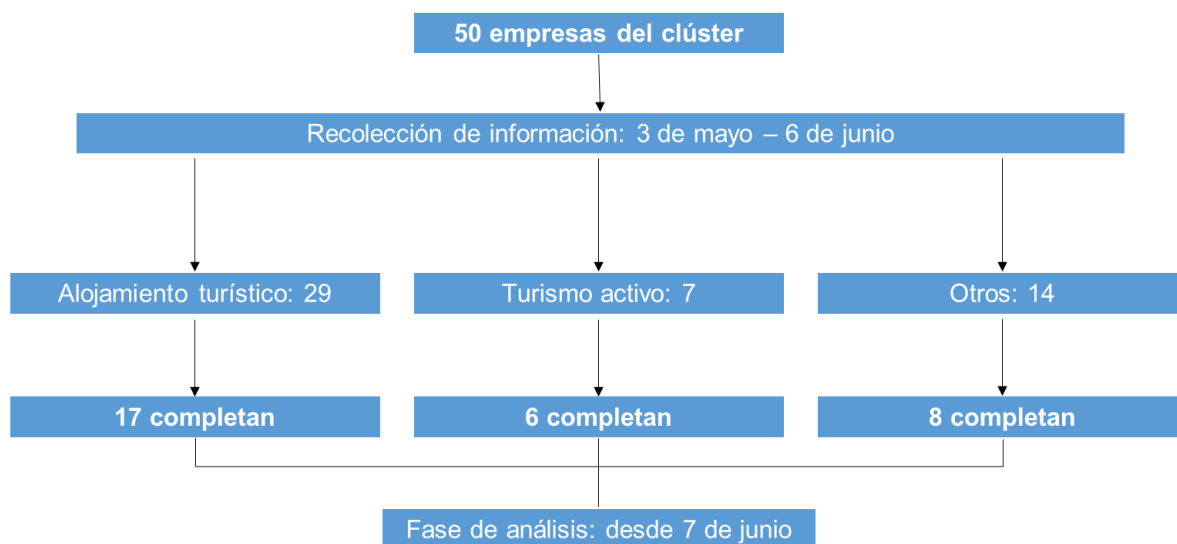 50 empresas del clúster
Recolección de información: 3 de mayo – 6 de junio
Alojamiento turístico: 29
Turismo activo: 7
Otros: 14
17 completan
6 completan
8 completan
Fase de análisis: desde 7 de junio